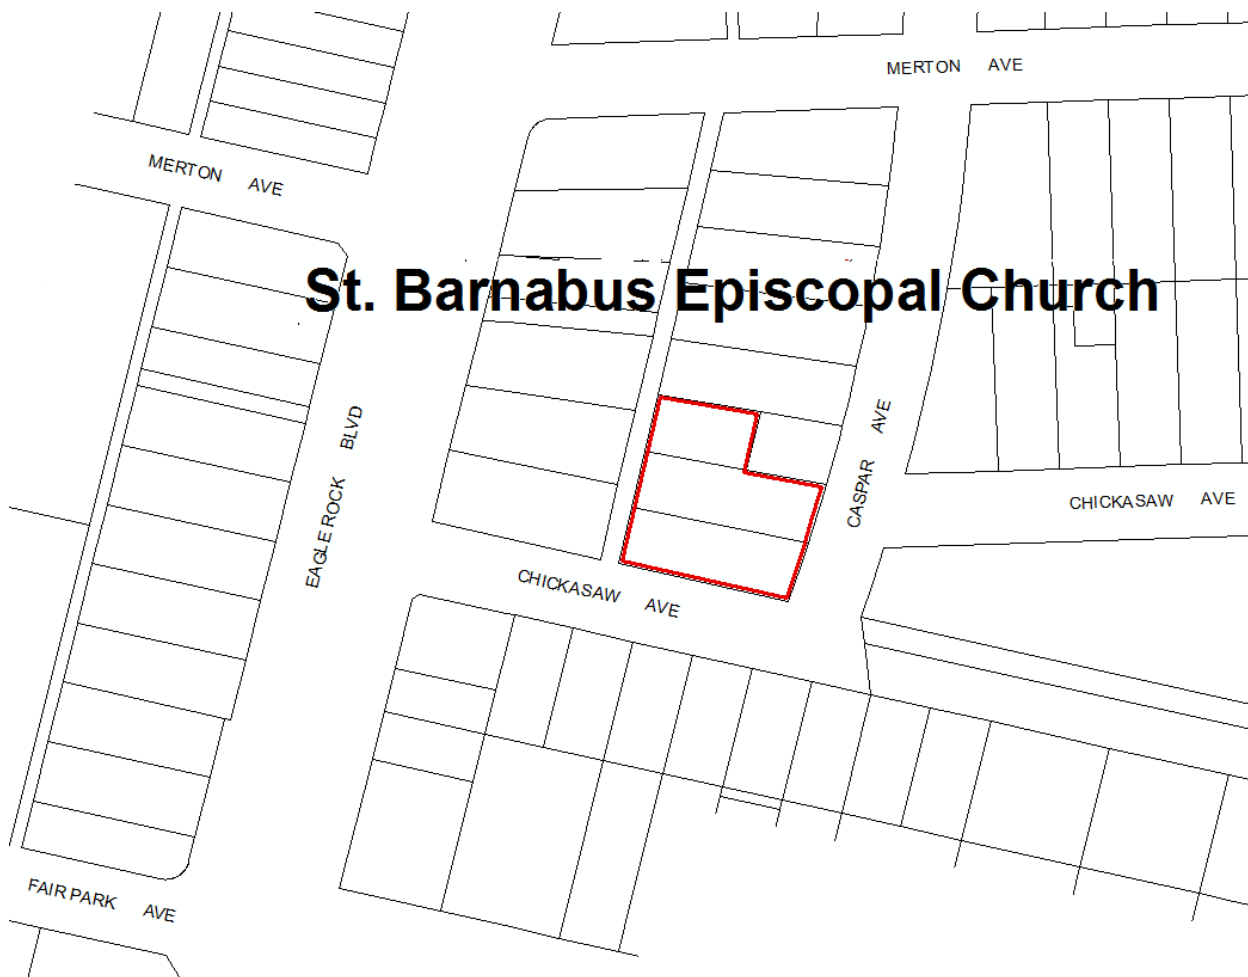 MERTON AVE
MERTON AVE
St. Barnabus Episcopal Church
EAGLE ROCK BLVD
CASPAR AVE
CHICKASAW AVE
CHICKASAW AVE
FAIR PARK AVE